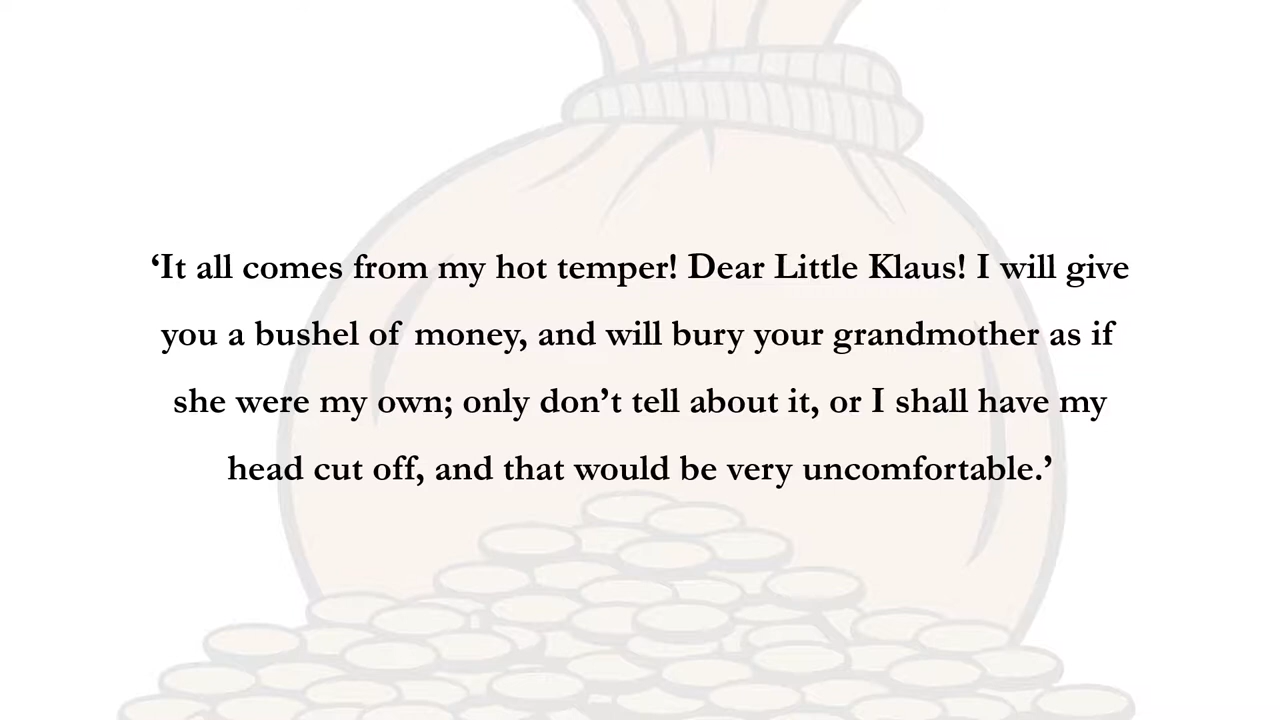 ‘It all comes from my hot temper! Dear Little Klaus! I will give
you a bushel of money, and will bury your grandmother as if
she were my own; only don’t tell about it, or I shall have my
head cut off, and that would be very uncomfortable.’